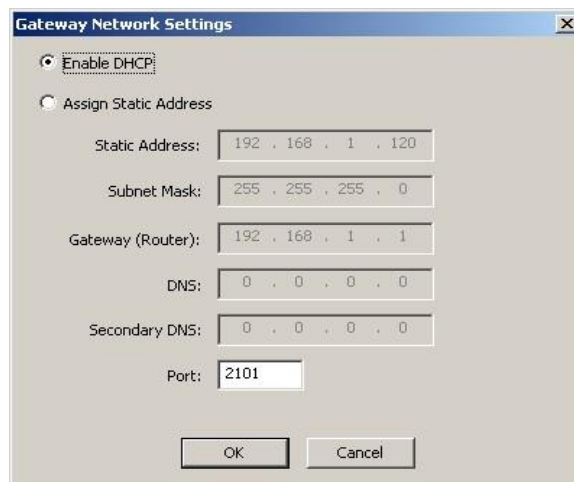 Gateway Network Settings
Enable DHCP
Assign Static Address
Static Address: 192 . 168 . 1 . 120
Subnet Mask: 255 . 255 . 255 . 0
Gateway (Router): 192 . 168 . 1 . 1
DNS: 0 . 0 . 0 . 0
Secondary DNS: 0 . 0 . 0 . 0
Port: 2101
OK Cancel